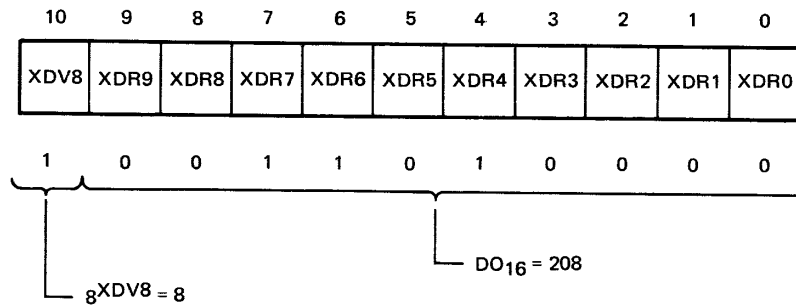 10 9 8 7 6 5 4 3 2 1 0
XDV8 XDR9 XDR8 XDR7 XDR6 XDR5 XDR4 XDR3 XDR2 XDR1 XDR0
1 0 0 1 1 0 1 0 0 0 0
DO16 = 208
8XDV8 = 8